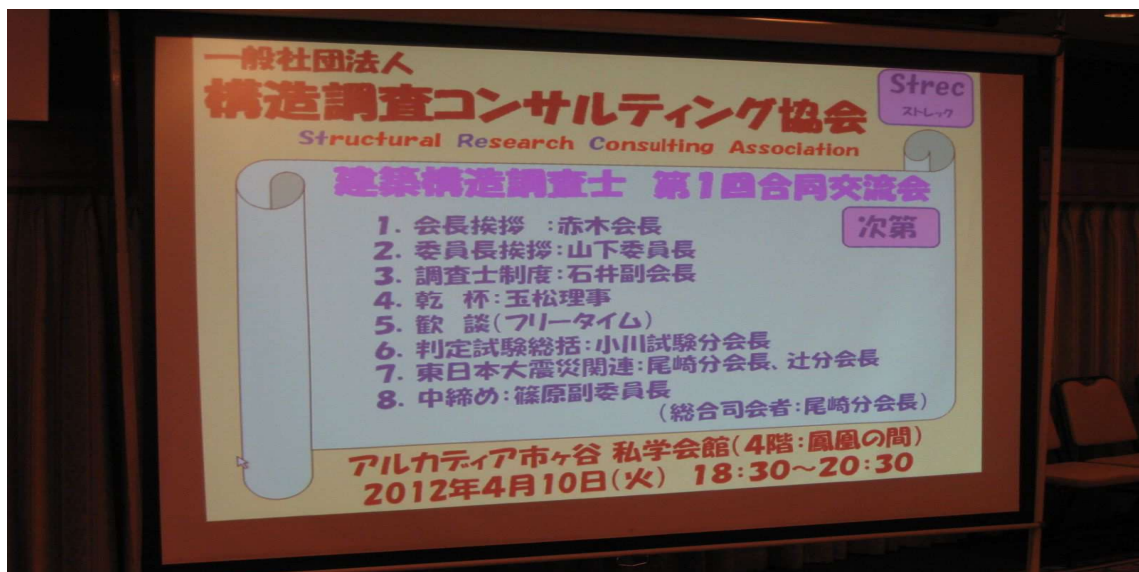 一般社団法人
構造調査コンサルティング協会
Strec
ストレック
Structural Research Consulting Association
建築構造調査士 第1回合同交流会
次第
1. 会長挨拶 :赤木会長
2. 委員長挨拶:山下委員長
3. 調査士制度:石井副会長
4. 乾 杯:玉松理事
5. 歓 談(フリータイム)
6. 判定試験総括:小川試験分会長
7. 東日本大震災関連:尾崎分会長、辻分会長
8. 中締め:篠原副委員長
(総合司会者:尾崎分会長)
アルカディア市ヶ谷 私学会館(4階:鳳凰の間)
2012年4月10日(火) 18:30~20:30